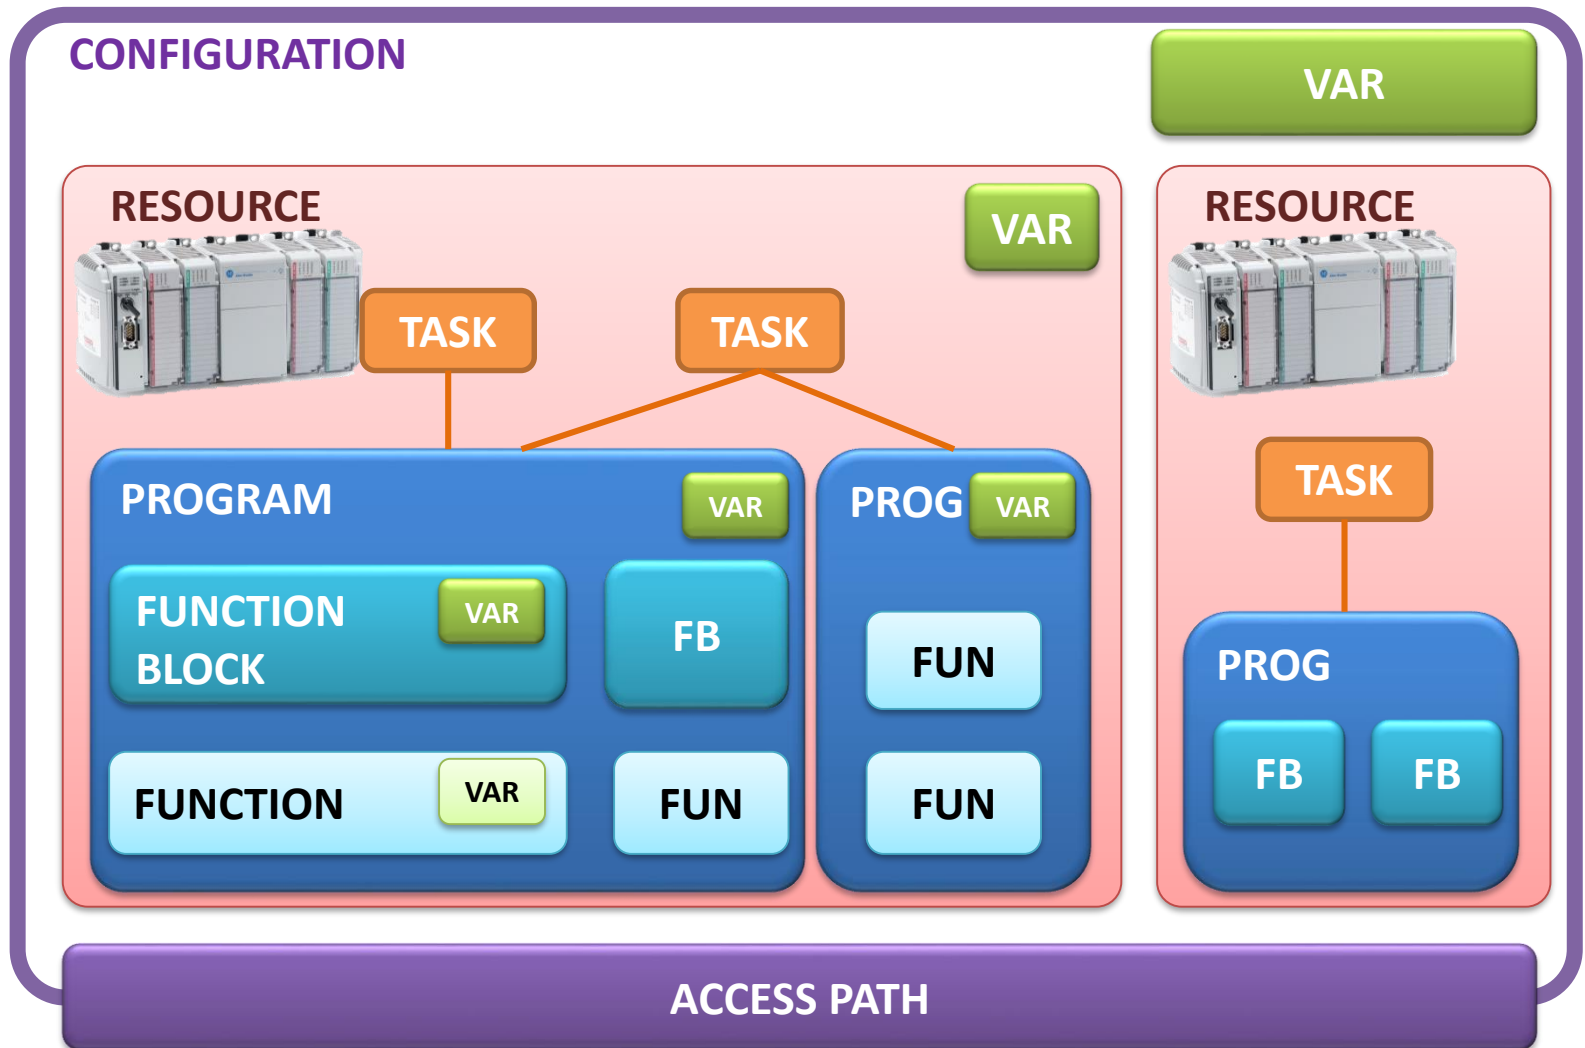 CONFIGURATION
VAR
RESOURCE
VAR
RESOURCE
TASK
TASK
TASK
PROGRAM
VAR
PROG
VAR
FUNCTION
BLOCK
VAR
FB
FUN
PROG
FUNCTION
VAR
FUN
FUN
FB
FB
ACCESS PATH